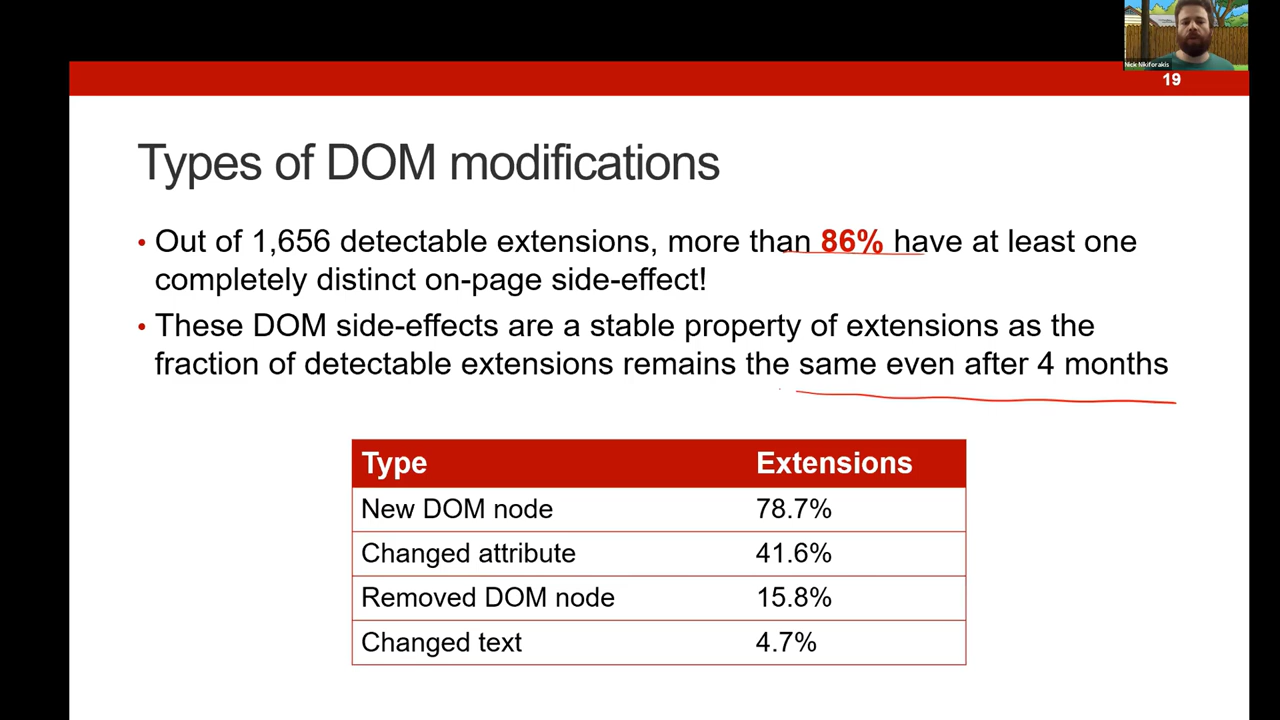 Nick Nikiforakis
19
Types of DOM modifications
• Out of 1,656 detectable extensions, more than 86% have at least one
completely distinct on-page side-effect!
• These DOM side-effects are a stable property of extensions as the
fraction of detectable extensions remains the same even after 4 months
Type Extensions
New DOM node 78.7%
Changed attribute 41.6%
Removed DOM node 15.8%
Changed text 4.7%